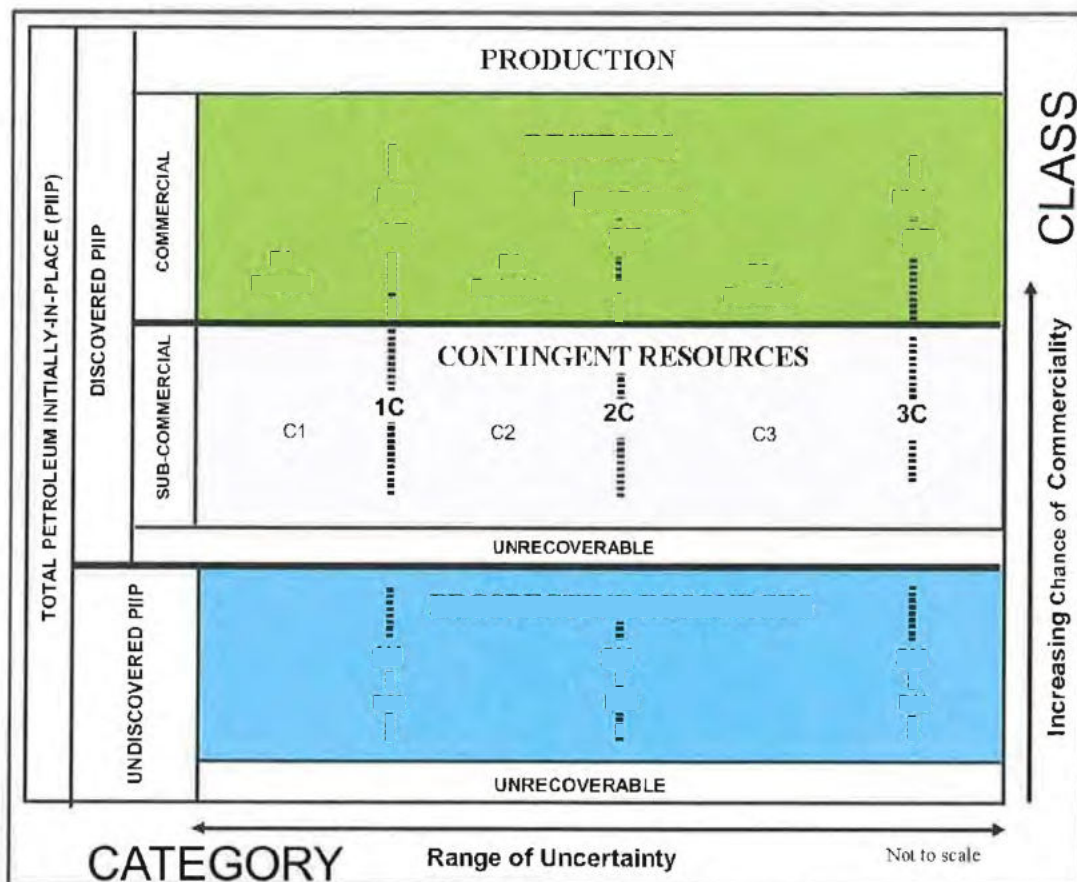 PRODUCTION
TOTAL PETROLEUM INITIALLY-IN-PLACE (PIIP)
DISCOVERED PIIP
COMMERCIAL
SUB-COMMERCIAL
CONTINGENT RESOURCES
1C
2C
3C
C1
C2
C3
UNRECOVERABLE
UNDISCOVERED PIIP
UNRECOVERABLE
CLASS
Increasing Chance of Commerciality
CATEGORY
Range of Uncertainty
Not to scale